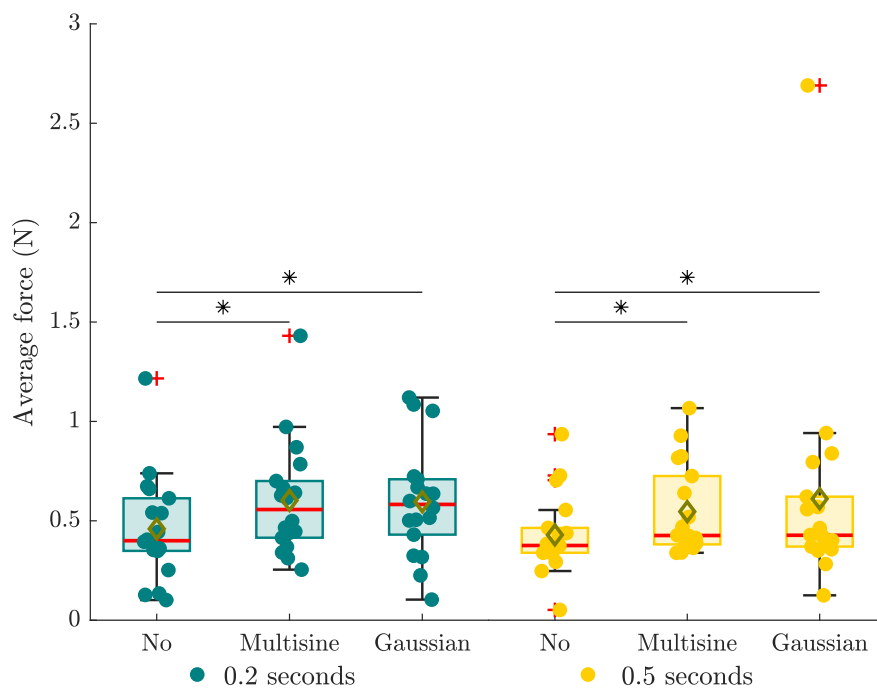 3
2.5
2
1.5
1
0.5
0
Average force (N)
No Multisine Gaussian No Multisine Gaussian
0.2 seconds 0.5 seconds